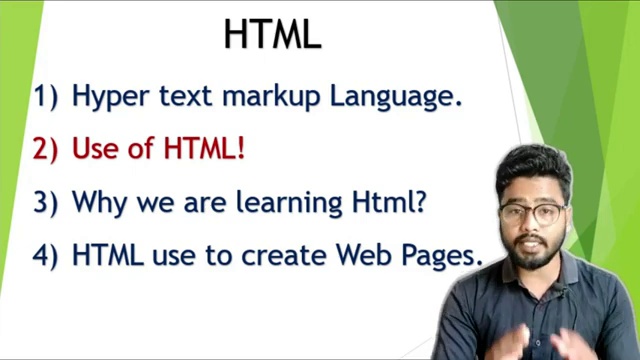 HTML
1) Hyper text markup Language.
2) Use of HTML!
3) Why we are learning Html?
4) HTML use to create Web Pages.